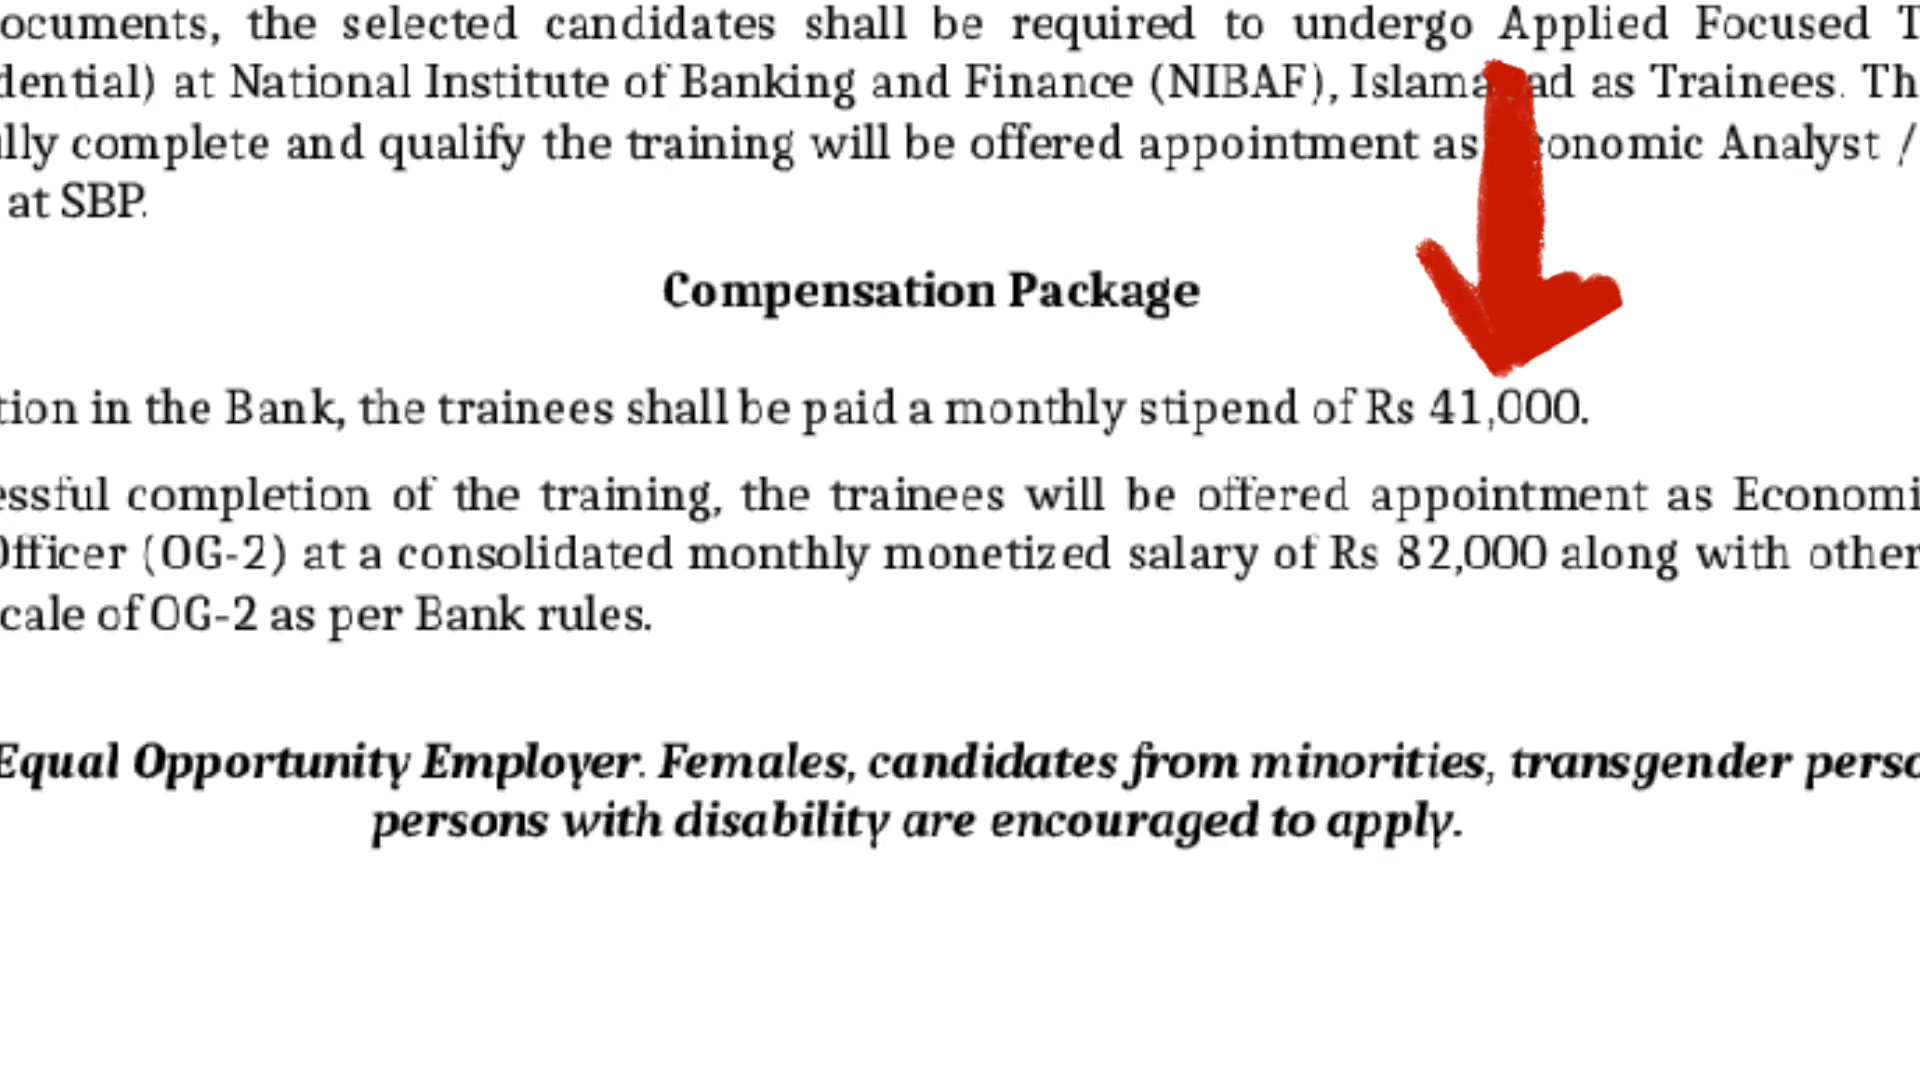 ocuments, the selected candidates shall be required to undergo Applied Focused T
dential) at National Institute of Banking and Finance (NIBAF), as Trainees. Th
lly complete and qualify the training will be offered appointment as Analyst /
at SBP.
Compensation Package
tion in the Bank, the trainees shall be paid a monthly stipend of Rs 41,000.
essful completion of the training, the trainees will be offered appointment as Economi
Officer (OG-2) at a consolidated monthly monetized salary of Rs 82,000 along with other
cale of OG-2 as per Bank rules.
Equal Opportunity Employer. Females, candidates from minorities, transgender perso
persons with disability are encouraged to apply.